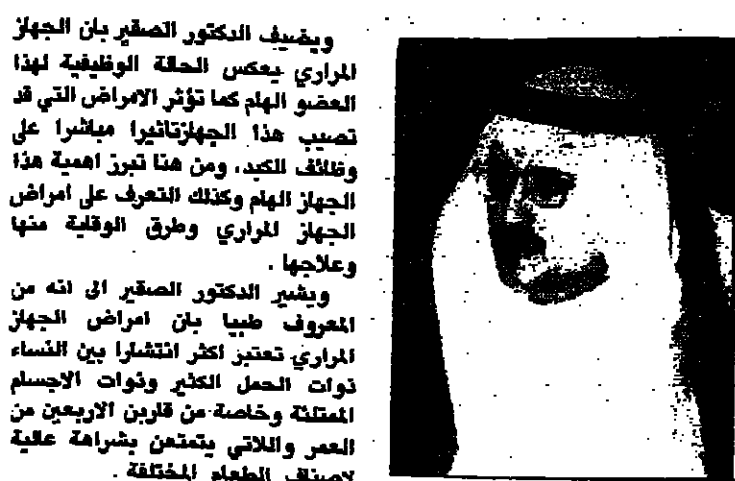 ويضيف الدكتور الصقير بان الجهاز
المراري يعكس الحالة الوظيفية لهذا
العضو الهام كما تؤثر الامراض التي قد
تصيب هذا الجهازتاثيرا مباشرا على
وظائف الكبد، ومن هنا تبرز اهمية هذا
الجهاز الهام وكذلك التعرف على امراض
الجهاز المراري وطرق الوقاية منها
وعلاجها .
ويشير الدكتور الصقير الى انه من
المعروف طبيا بان امراض الجهاز
المراري تعتبر اكثر انتشارا بين النساء
ذوات الحمل الكثير وذوات الاجسام
الممتلئة وخاصة من قاربن الاربعين من
العمر واللاتي يتمتعن بشراهة عالية
لاصناف الطعام المختلفة .